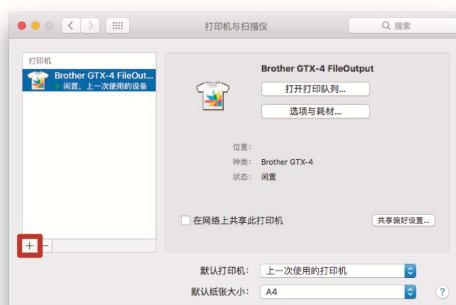 打印机与扫描仪
搜索
打印机
Brother GTX-4 FileOut...
闲置，上一次使用的设备
Brother GTX-4 FileOutput
打开打印队列...
选项与耗材...
位置：
种类： Brother GTX-4
状态： 闲置
在网络上共享此打印机
共享偏好设置...
+ −
默认打印机： 上一次使用的打印机
默认纸张大小： A4
?